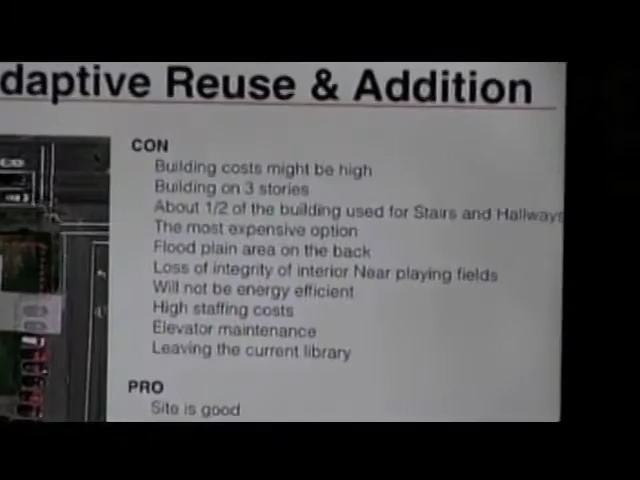 daptive Reuse & Addition
CON
Building costs might be high
Building on 3 stories
About 1/2 of the building used for Stairs and Hallways
The most expensive option
Flood plain area on the back
Loss of integrity of interior Near playing fields
Will not be energy efficient
High staffing costs
Elevator maintenance
Leaving the current library
PRO
Site is good